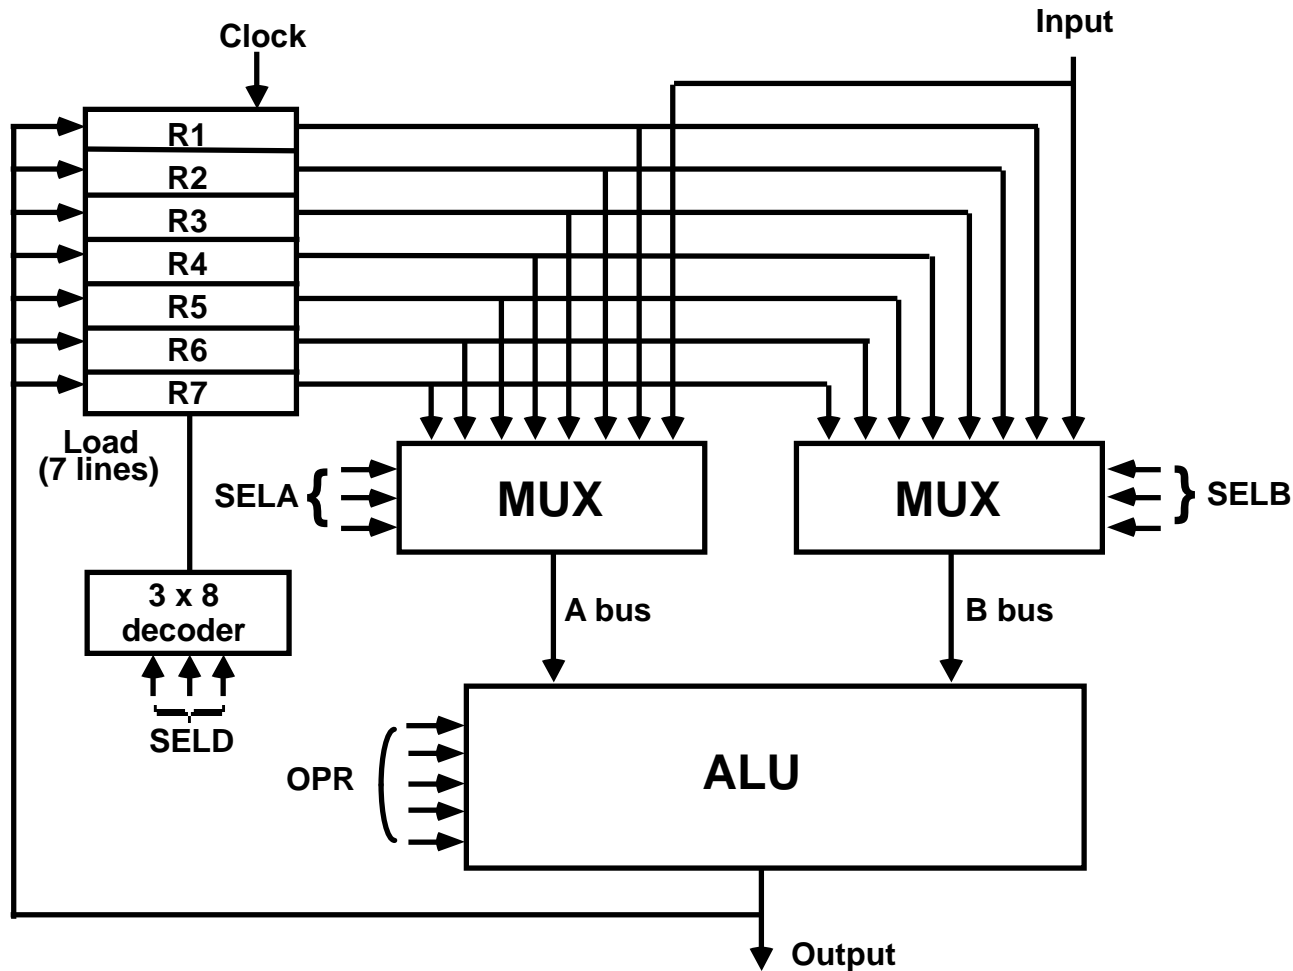 Input
Clock
R1
R2
R3
R4
R5
R6
R7
Load
(7 lines)
SELA {
MUX
MUX
} SELB
3 x 8
decoder
A bus
B bus
SELD
OPR
ALU
Output